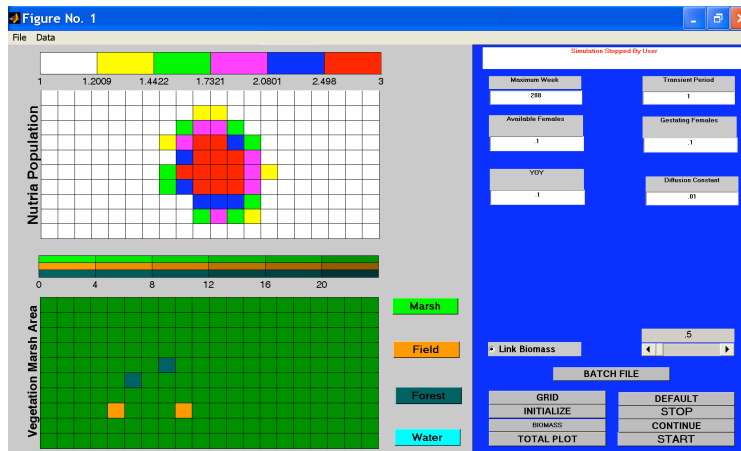 Figure No. 1
File Data
Simulation Stopped By User
1 1.2009 1.4422 1.7321 2.0801 2.498 3
Nutria Population
Maximum Week
208
Transient Period
1
Available Females
.1
Gestating Females
.1
YOY
.1
Diffusion Constant
.01
0 4 8 12 16 20
Vegetation Marsh Area
Marsh
Field
Forest
Water
.5
Link Biomass
BATCH FILE
GRID
DEFAULT
INITIALIZE
STOP
BIOMASS
CONTINUE
TOTAL PLOT
START